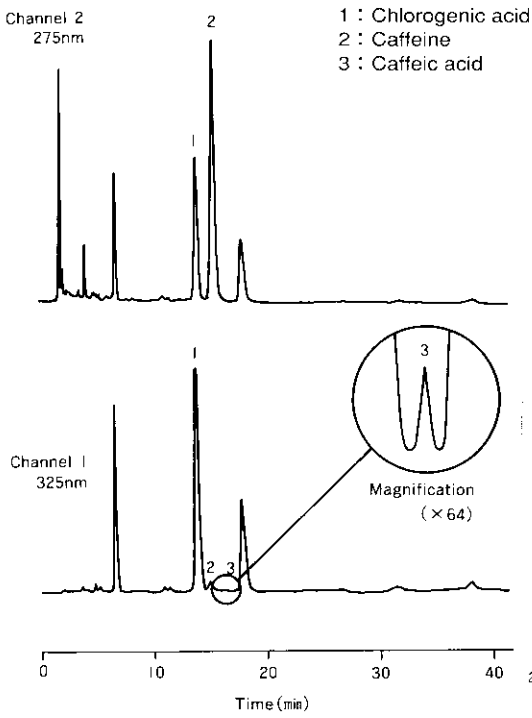 Channel 2
275nm
1 : Chlorogenic acid
2 : Caffeine
3 : Caffeic acid
2
1
3
1
Channel 1
325nm
2 3
Magnification
(×64)
0 10 20 30 40
2
Time(min)